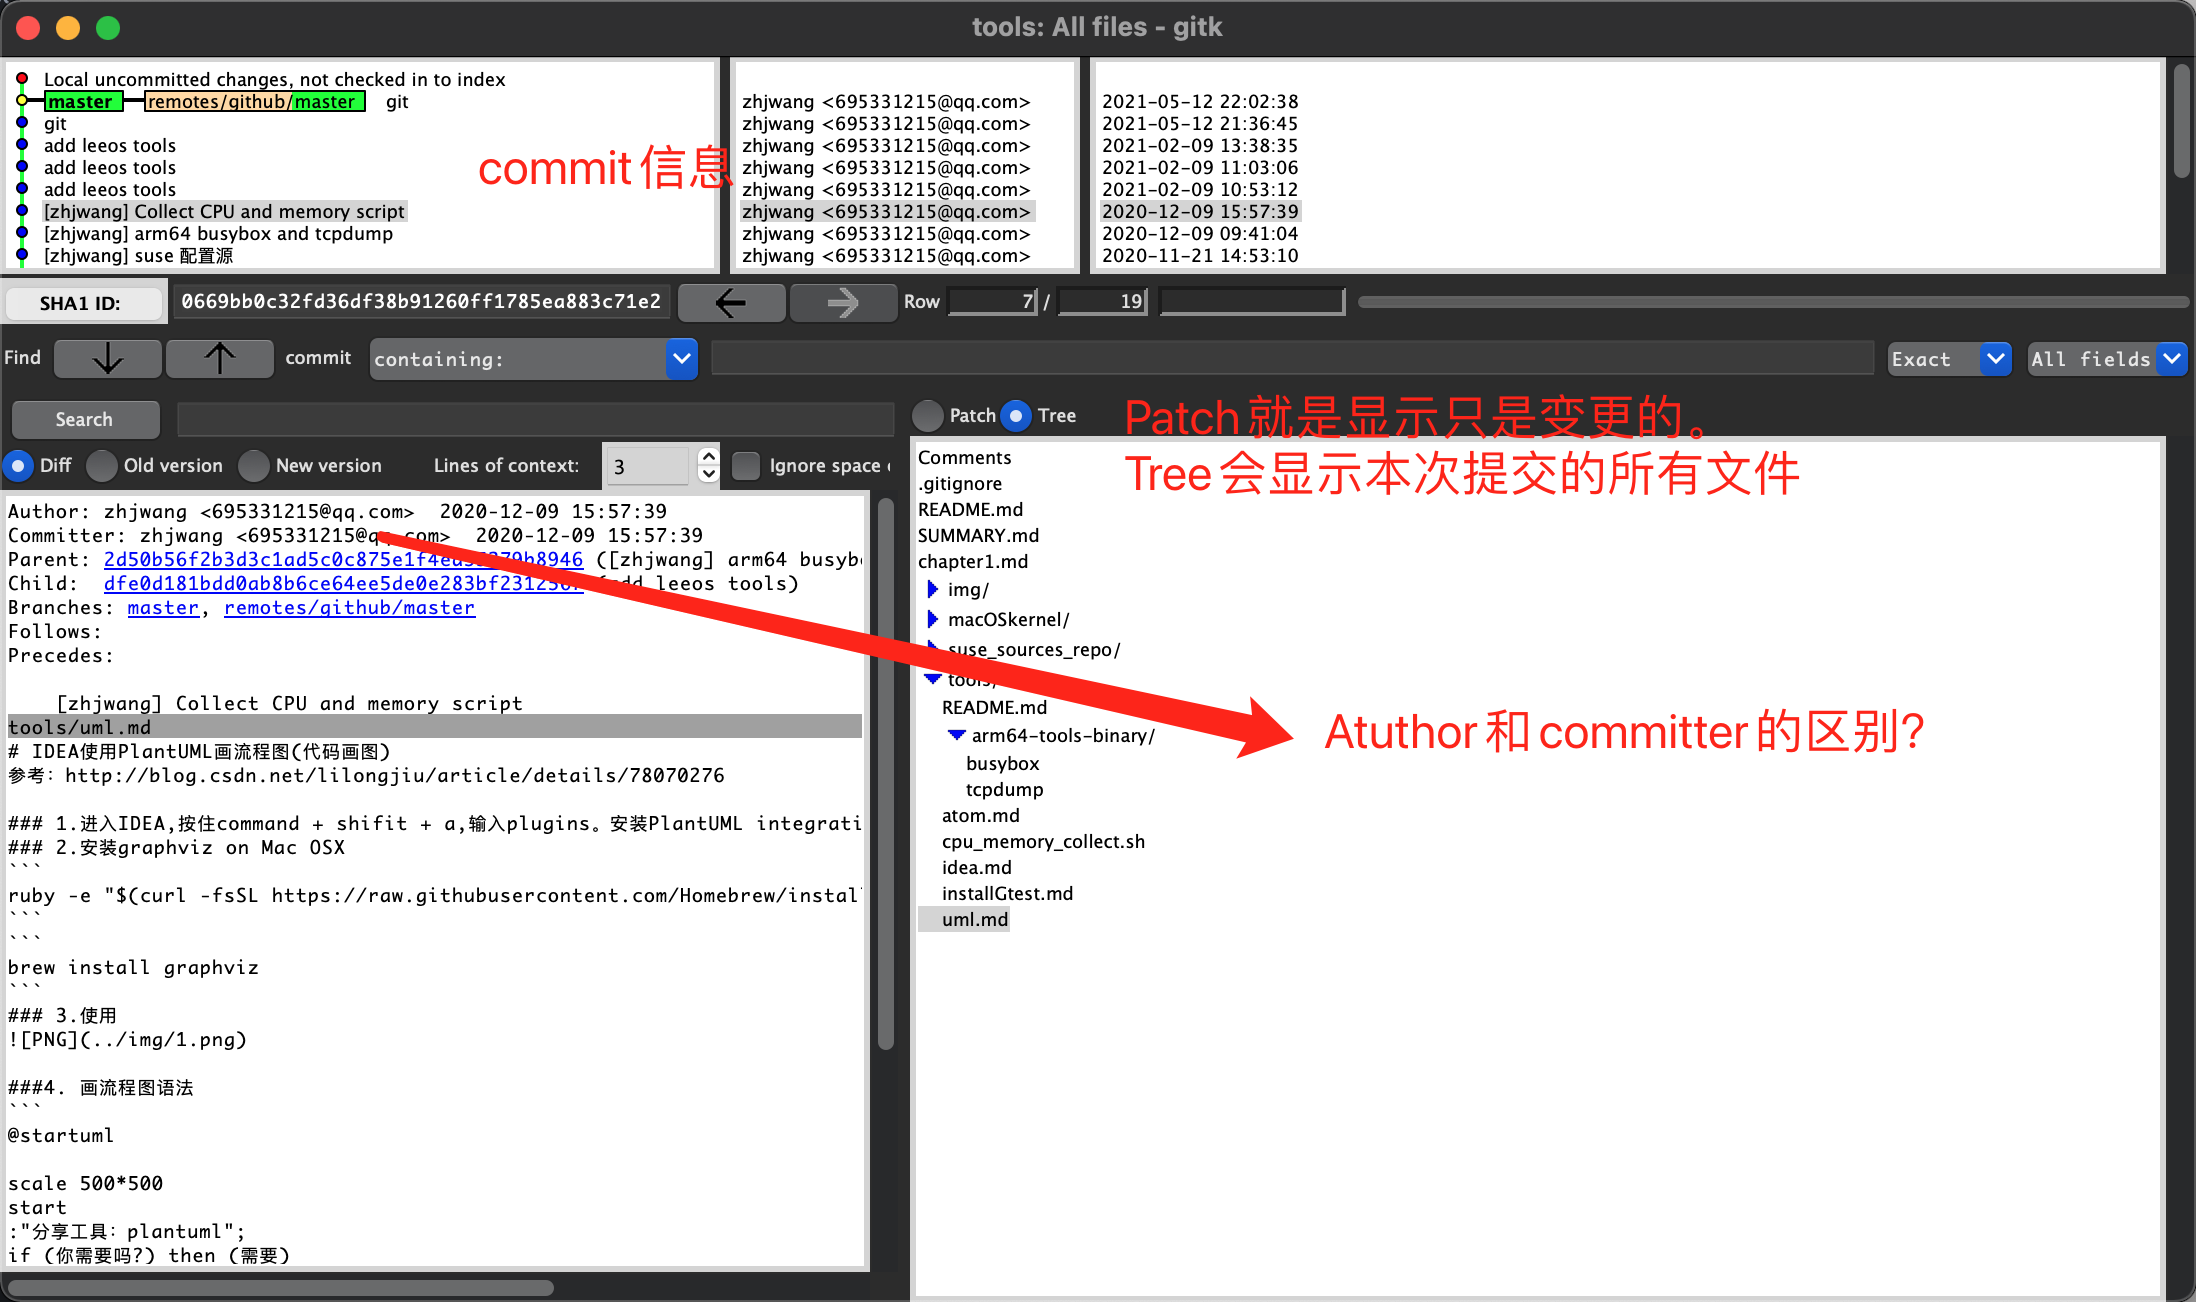 tools: All files - gitk
Local uncommitted changes, not checked in to index
master remotes/github/master git
git
add leeos tools
add leeos tools
add leeos tools
[zhjwang] Collect CPU and memory script
[zhjwang] arm64 busybox and tcpdump
[zhjwang] suse 配置源
commit信息
zhjwang <695331215@qq.com>
zhjwang <695331215@qq.com>
zhjwang <695331215@qq.com>
zhjwang <695331215@qq.com>
zhjwang <695331215@qq.com>
zhjwang <695331215@qq.com>
zhjwang <695331215@qq.com>
zhjwang <695331215@qq.com>
2021-05-12 22:02:38
2021-05-12 21:36:45
2021-02-09 13:38:35
2021-02-09 11:03:06
2021-02-09 10:53:12
2020-12-09 15:57:39
2020-12-09 09:41:04
2020-11-21 14:53:10
SHA1 ID: 0669bb0c32fd36df38b91260ff1785ea883c71e2 Row 7 / 19
Find commit containing: Exact All fields
Search
Diff Old version New version Lines of context: 3 Ignore space
Author: zhjwang <695331215@qq.com> 2020-12-09 15:57:39
Committer: zhjwang <695331215@qq.com> 2020-12-09 15:57:39
Parent: ([zhjwang] arm64
Child: leeos tools)
Branches: master, remotes/github/master
Follows:
Precedes:
[zhjwang] Collect CPU and memory script
tools/uml.md
# IDEA使用PlantUML画流程图(代码画图)
参考: http://blog.csdn.net/lilongjiu/article/details/78070276
### 1.进入IDEA,按住command + shifit + a,输入plugins。安装PlantUML integrati
### 2.安装graphviz on Mac OSX
```
ruby -e "$(curl -fsSL https://raw.githubusercontent.com/Homebrew/instal
```
```
brew install graphviz
```
### 3.使用
![PNG](../img/1.png)
###4. 画流程图语法
```
@startuml
scale 500*500
start
:"分享工具: plantuml";
if (你需要吗?) then (需要)
Patch Tree
Patch就是显示只是变更的。
Tree会显示本次提交的所有文件
Comments
.gitignore
README.md
SUMMARY.md
chapter1.md
img/
macOSkernel/
suse_sources_repo/
tools/
README.md
arm64-tools-binary/
busybox
tcpdump
atom.md
cpu_memory_collect.sh
idea.md
installGtest.md
uml.md
Atuthor和committer的区别?